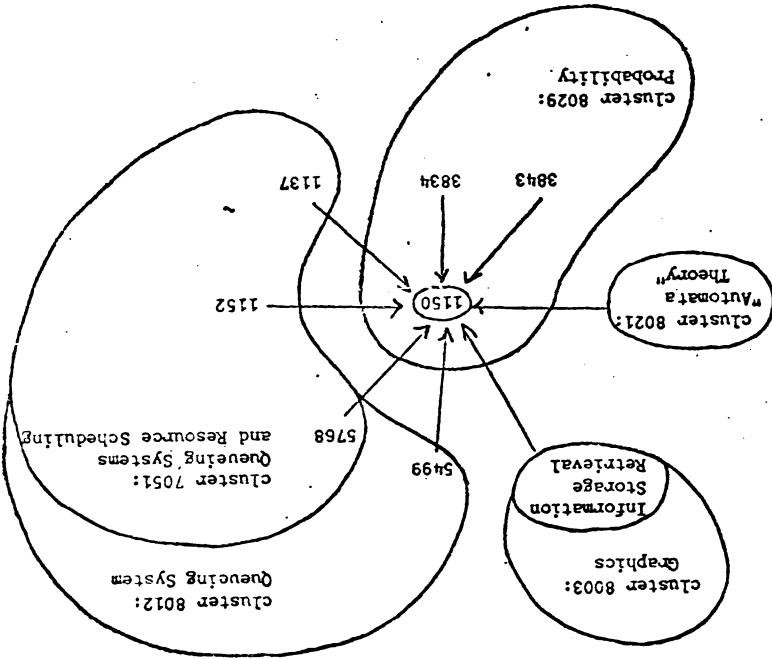 cluster 8003:
Graphics
Information
Storage
Retrieval
cluster 8012:
Queucing System
cluster 7051:
Queueing Systems
and Resource Scheduling
5499
5768
cluster 8021:
"Automata
Theory"
1150
1152
3843
3834
1137
cluster 8029:
Probability